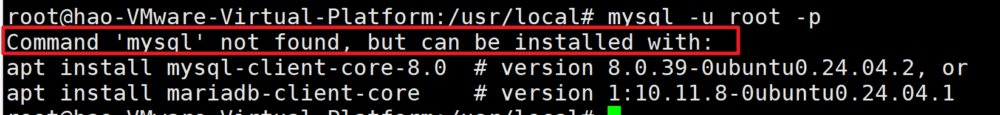 root@hao-VMware-Virtual-Platform:/usr/local# mysql -u root -p
Command 'mysql' not found, but can be installed with:
apt install mysql-client-core-8.0  # version 8.0.39-0ubuntu0.24.04.2, or
apt install mariadb-client-core    # version 1:10.11.8-0ubuntu0.24.04.1
root@hao-VMware-Virtual-Platform:/usr/local#